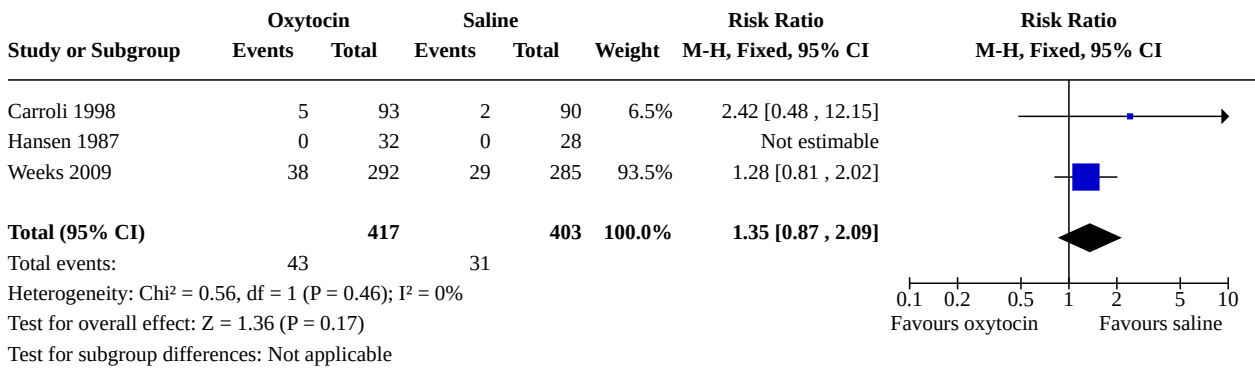 Oxytocin Saline Risk Ratio Risk Ratio
Study or Subgroup Events Total Events Total Weight M-H, Fixed, 95% CI M-H, Fixed, 95% CI
Carroli 1998 5 93 2 90 6.5% 2.42 [0.48 , 12.15]
Hansen 1987 0 32 0 28 Not estimable
Weeks 2009 38 292 29 285 93.5% 1.28 [0.81 , 2.02]
Total (95% CI) 417 403 100.0% 1.35 [0.87 , 2.09]
Total events: 43 31
Heterogeneity: Chi² = 0.56, df = 1 (P = 0.46); I² = 0%
0.1 0.2 0.5 1 2 5 10
Test for overall effect: Z = 1.36 (P = 0.17) Favours oxytocin Favours saline
Test for subgroup differences: Not applicable